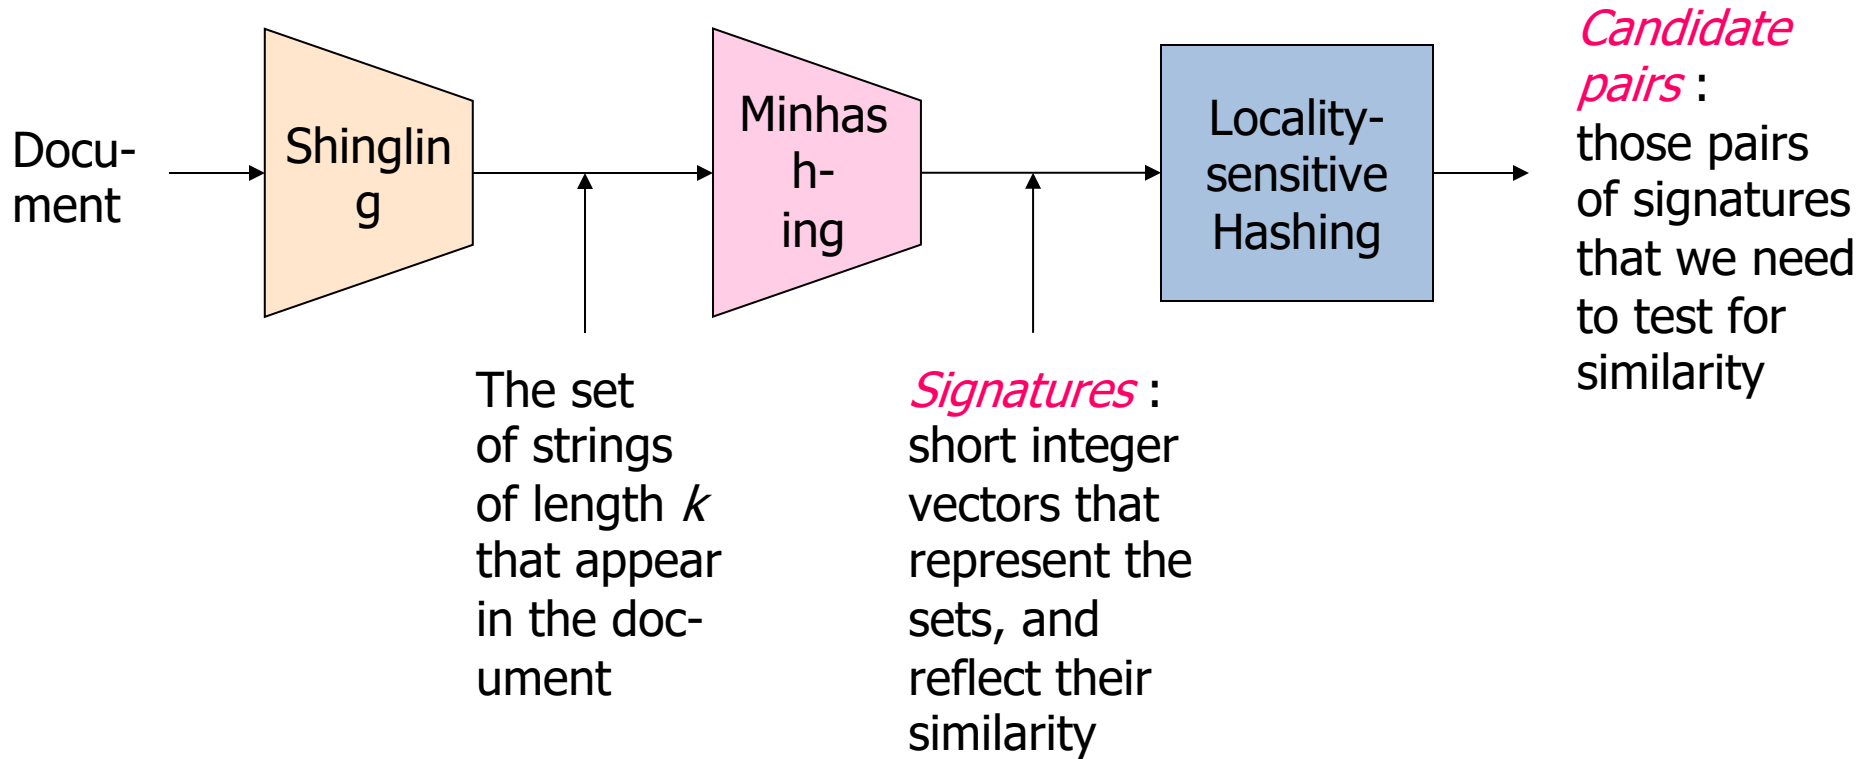 Docu-
ment
Shinglin
g
The set
of strings
of length k
that appear
in the doc-
ument
Minhas
h-
ing
Signatures :
short integer
vectors that
represent the
sets, and
reflect their
similarity
Locality-
sensitive
Hashing
Candidate
pairs :
those pairs
of signatures
that we need
to test for
similarity